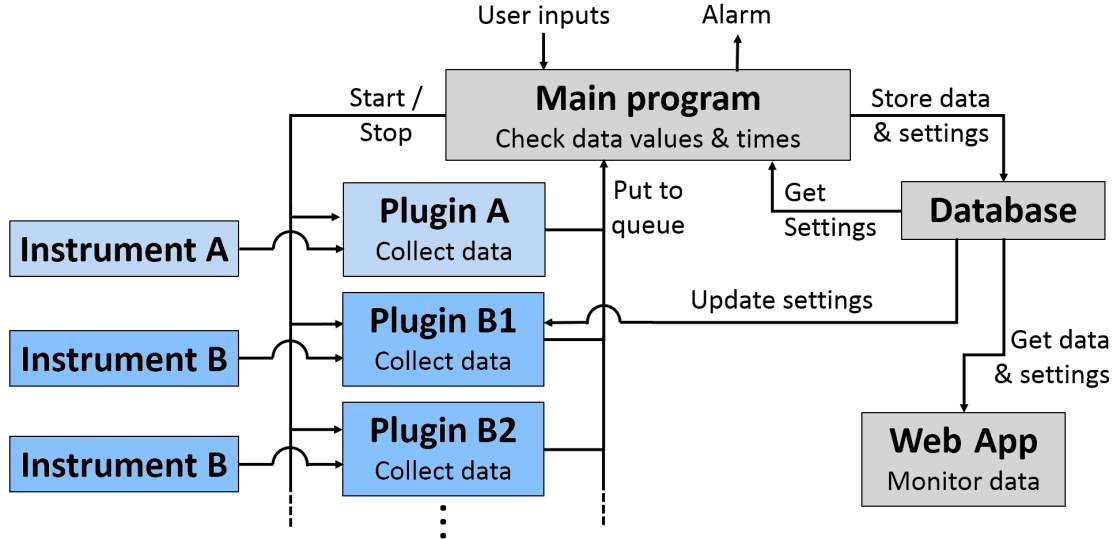 User inputs
Alarm
Main program
Check data values & times
Start /
Stop
Store data
& settings
Put to
queue
Get
Settings
Database
Plugin A
Collect data
Instrument A
Update settings
Plugin B1
Collect data
Instrument B
Get data
& settings
Plugin B2
Collect data
Instrument B
Web App
Monitor data